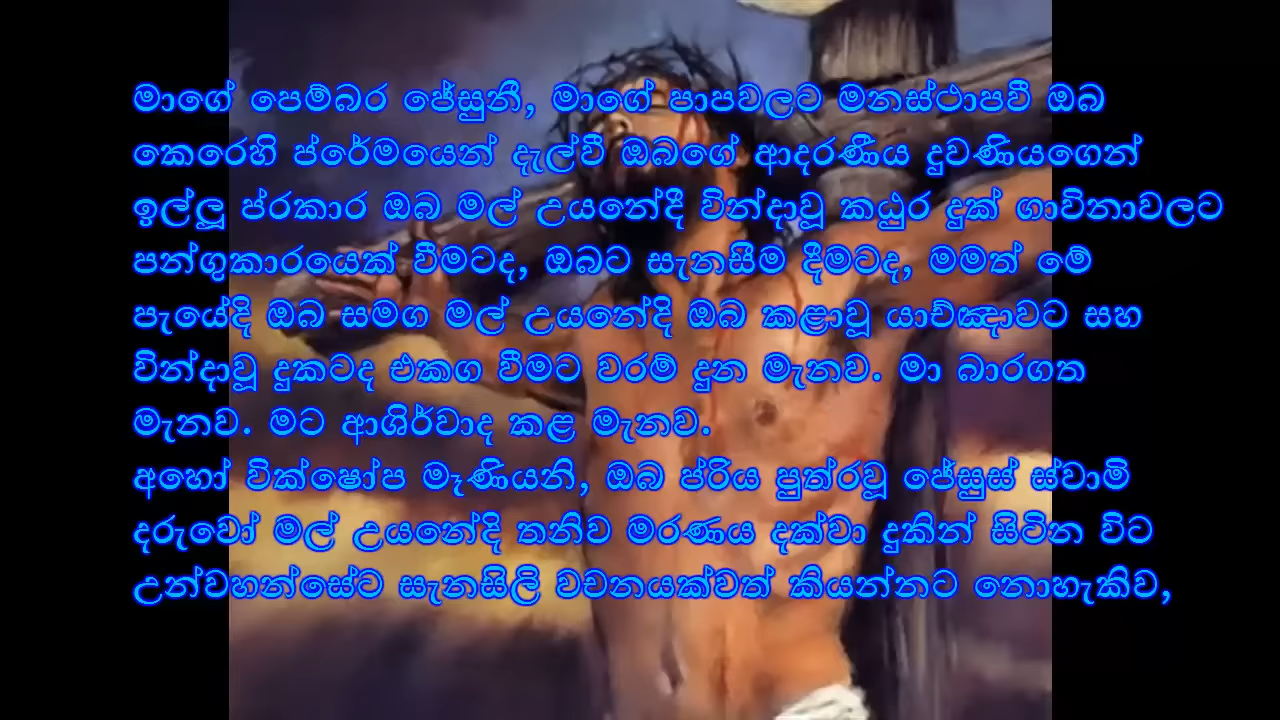 මාගේ පෙම්බර ජේසුනී, මාගේ පාපවලට මනස්ථාපවී ඔබ
කෙරෙහි ප්රේමයෙන් දැල්වී ඔබගේ ආදරණීය දුවණියගෙන්
ඉල්ලූ ප්රකාර ඔබ මල් උයනේදී වින්දාවූ කඨුර දුක් ගාවිනාවලට
පන්ගුකාරයෙක් වීමටද, ඔබට සැනසීම දීමටද, මමත් මේ
පැයේදි ඔබ සමග මල් උයනේදි ඔබ කළාවූ යාච්ඤාවට සහ
වින්දාවූ දුකටද එකග වීමට වරම් දුන මැනව. මා බාරගත
මැනව. මට ආශිර්වාද කළ මැනව.
අහෝ වික්ෂෝප මෑණියනි, ඔබ ප්රිය පුත්රවූ ජේසුස් ස්වාමි
දරුවෝ මල් උයනේදි තනිව මරණය දක්වා දුකින් සිටින විට
උන්වහන්සේට සැනසිලි වචනයක්වත් කියන්නට නොහැකිව,